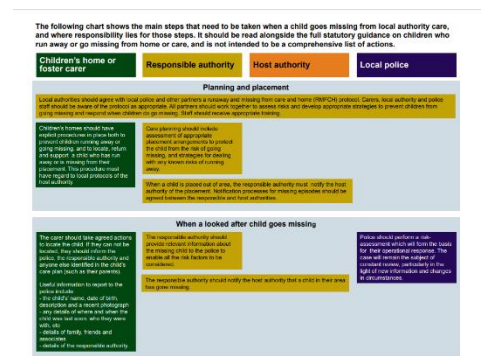 The following chart shows the main steps that need to be taken when a child goes missing from local authority care,
and where responsibility lies for those steps. It should be read alongside the full statutory guidance on children who
run away or go missing from home or care, and is not intended to be a comprehensive list of actions.
Children's home or
foster carer
Responsible authority
Host authority
Local police
Planning and placement
Local authorities should agree with local police and other partners a runaway and missing from care and home (RMFCH) protocol. Carers, local authority and police
staff should be aware of the protocol as appropriate. All partners should work together to assess risks and develop appropriate strategies to prevent children from
going missing and respond when children do go missing. Staff should receive appropriate training.
Children's homes should have
explicit procedures in place both to
prevent children running away or
going missing, and to locate, return
and support a child who has run
away or is missing from their
placement. This procedure must
have regard to local protocols of the
host authority
Care planning should include
assessment of appropriate
placement arrangements to protect
the child from the risk of going
missing, and strategies for dealing
with any known risks of running
away.
When a child is placed out of area, the responsible authority must notify the host
authority of the placement. Notification processes for missing episodes should be
agreed between the responsible and host authorities.
When a looked after child goes missing
The carer should take agreed actions
to locate the child. If they can not be
located, they should inform the
police, the responsible authority and
anyone else identified in the child's
care plan (such as their parents).
Useful information to report to the
police include:
- the child's name, date of birth,
description and a recent photograph
- any details of where and when the
child was last seen, who they were
with, etc
- details of family, friends and
associates
- details of the responsible authority
The responsible authority should
provide relevant information about
the missing child to the police to
enable all the risk factors to be
considered.
The responsible authority should notify the host authority that a child in their area
has gone missing.
Police should perform a risk-
assessment which will form the basis
for their operational response. The
case will remain the subject of
constant review, particularly in the
light of new information and changes
in circumstances.